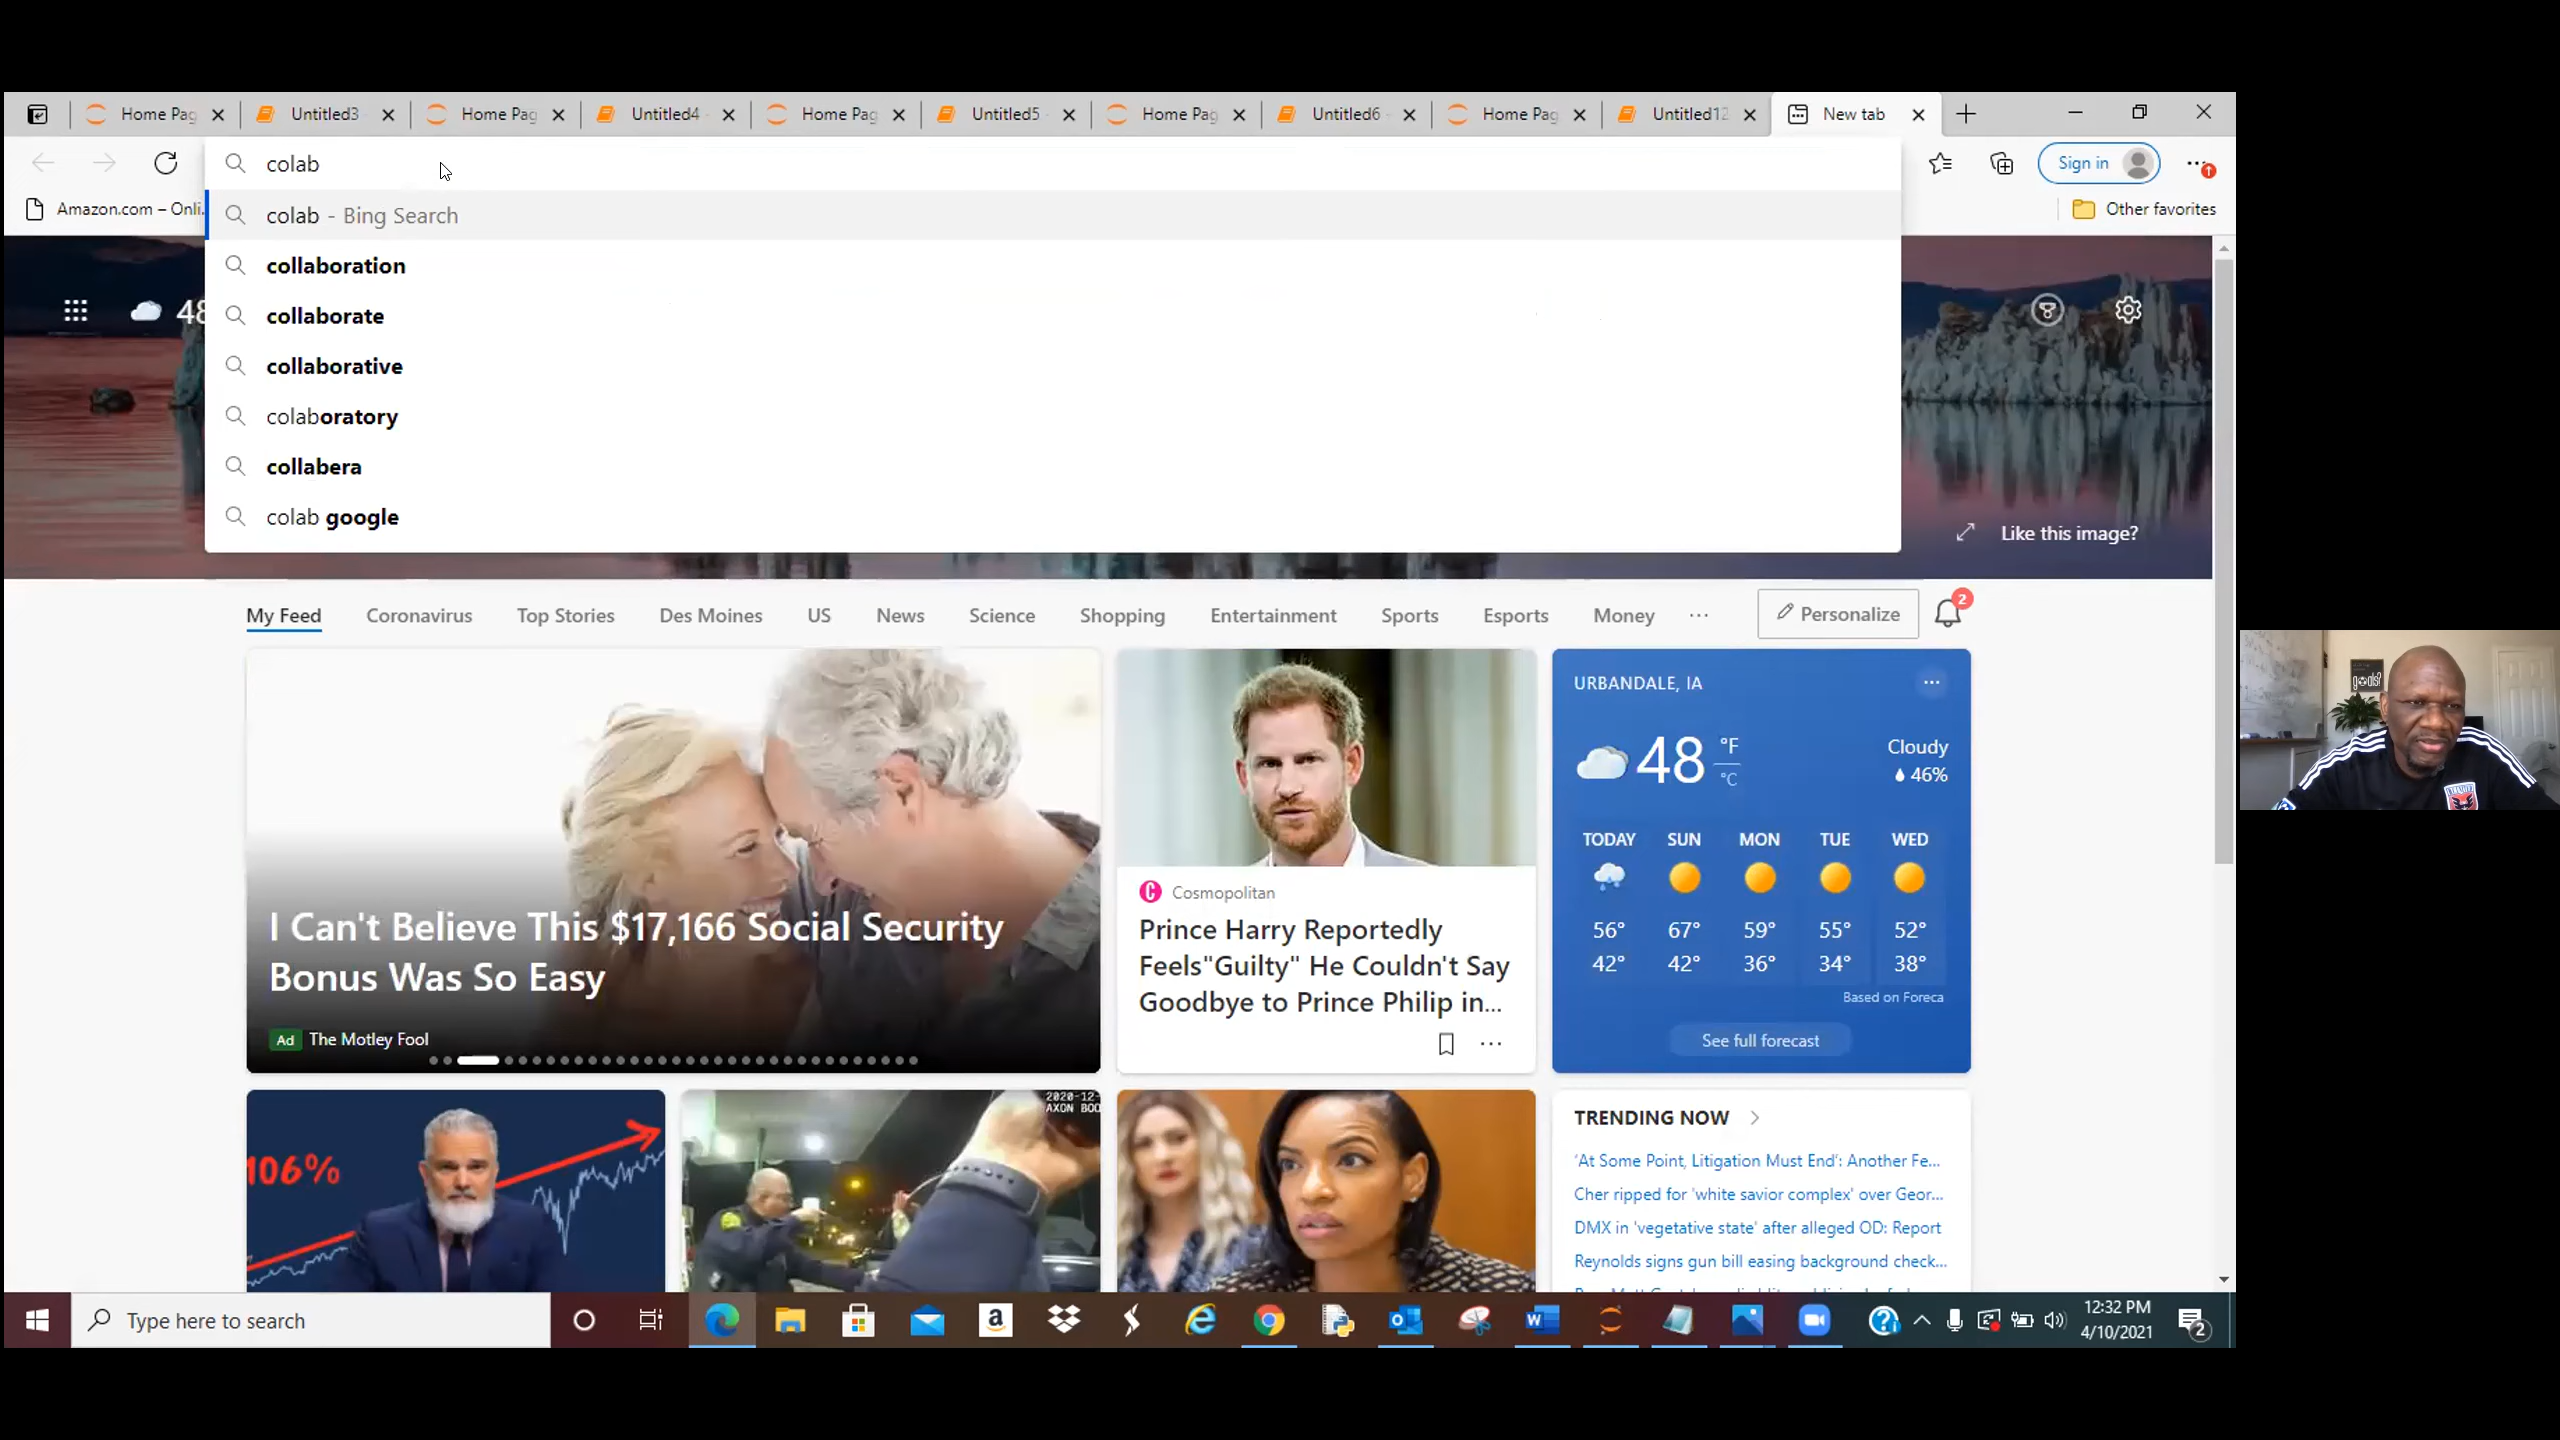 Home Pag
Untitled3
Home Pag
Untitled4
Home Pag
Untitled5
Home Pag
Untitled6
Home Pag
Untitled12
New tab
colab
Sign in
Amazon.com – Onli...
Other favorites
colab - Bing Search
collaboration
collaborate
collaborative
colaboratory
collabera
colab google
48
Like this image?
My Feed
Coronavirus
Top Stories
Des Moines
US
News
Science
Shopping
Entertainment
Sports
Esports
Money
Personalize
2
I Can't Believe This $17,166 Social Security
Bonus Was So Easy
Ad The Motley Fool
Cosmopolitan
Prince Harry Reportedly
Feels"Guilty" He Couldn't Say
Goodbye to Prince Philip in...
URBANDALE, IA
48 °F
°C
Cloudy
46%
TODAY SUN MON TUE WED
56° 67° 59° 55° 52°
42° 42° 36° 34° 38°
Based on Foreca
See full forecast
106%
2020-12-
AXON BOD
TRENDING NOW
'At Some Point, Litigation Must End': Another Fe...
Cher ripped for 'white savior complex' over Geor...
DMX in 'vegetative state' after alleged OD: Report
Reynolds signs gun bill easing background check...
goals?
Type here to search
12:32 PM
4/10/2021
2